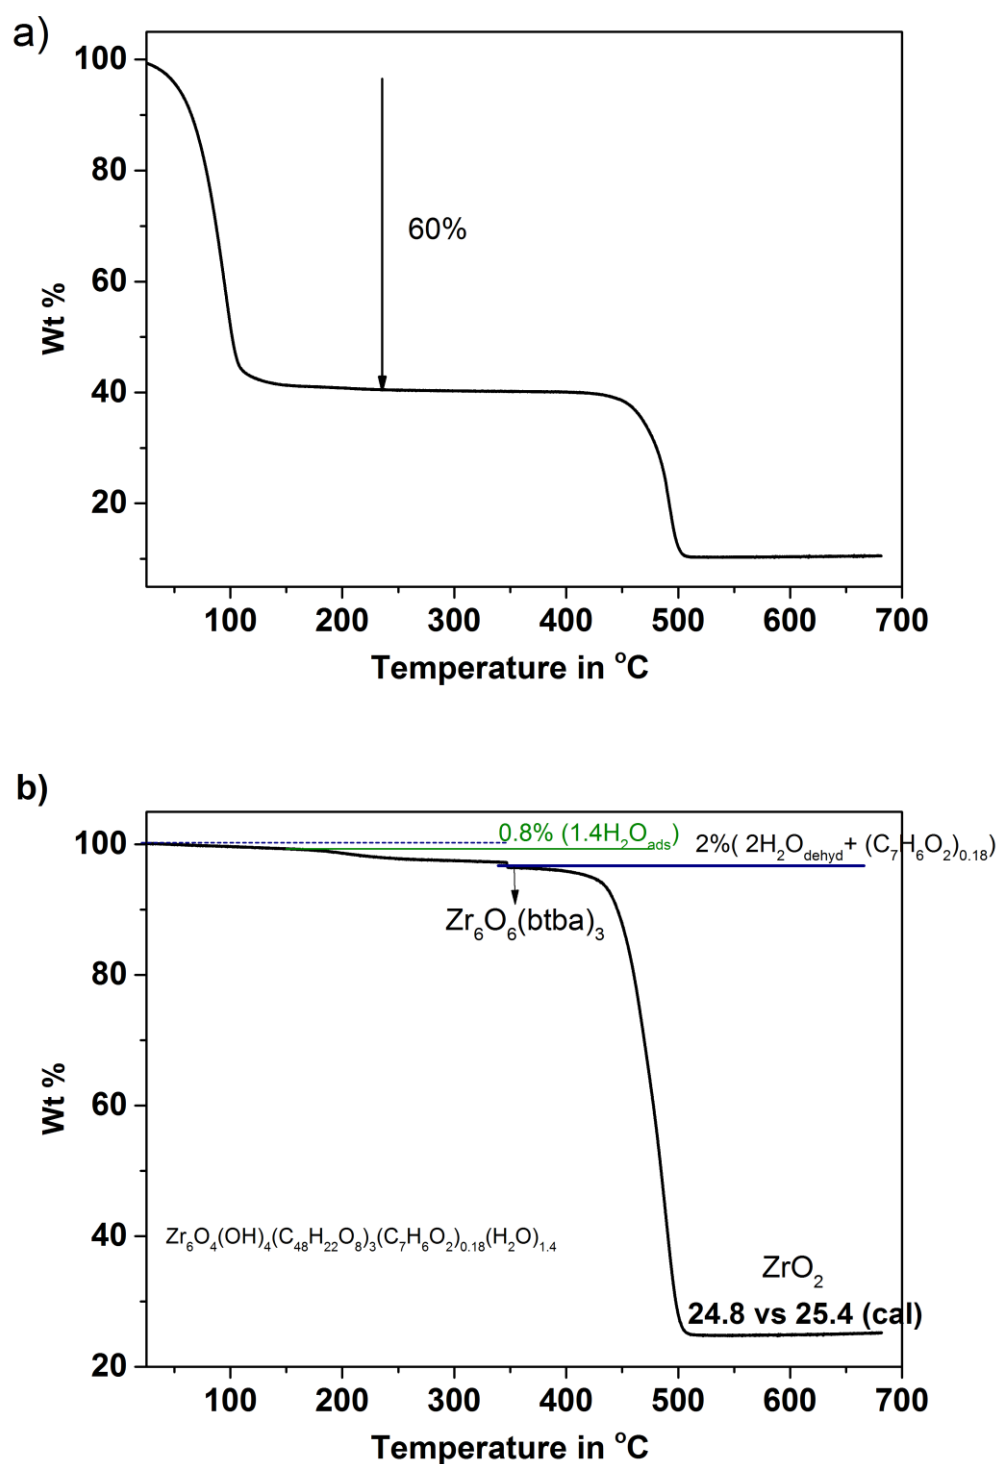 a)
100
80
60
40
20
Wt %
60%
100 200 300 400 500 600 700
Temperature in °C
b)
100
80
60
40
20
Wt %
0.8% (1.4H₂O_ads)
2%( 2H₂O_dehyd+ (C₇H₆O₂)₀.₁₈)
Zr₆O₆(btba)₃
Zr₆O₄(OH)₄(C₄₈H₂₂O₈)₃(C₇H₆O₂)₀.₁₈(H₂O)₁.₄
ZrO₂
24.8 vs 25.4 (cal)
100 200 300 400 500 600 700
Temperature in °C